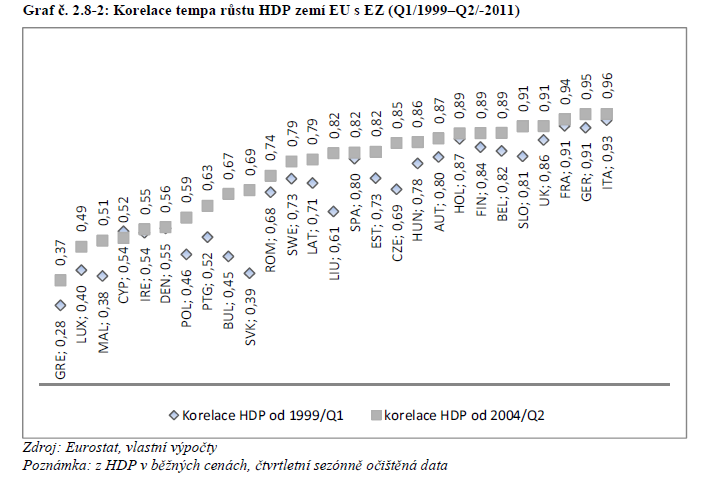 Graf č. 2.8-2: Korelace tempa růstu HDP zemí EU s EZ (Q1/1999–Q2/-2011)
0,37
0,49
0,51
0,52
0,55
0,56
0,59
0,63
0,67
0,69
0,74
0,79
0,79
0,82
0,82
0,82
0,85
0,86
0,87
0,89
0,89
0,89
0,91
0,91
0,94
0,95
0,96
GRE; 0,28
LUX; 0,40
MAL; 0,38
CYP; 0,54
IRE; 0,54
DEN; 0,55
POL; 0,46
PTG; 0,52
BUL; 0,45
SVK; 0,39
ROM; 0,68
SWE; 0,73
LAT; 0,71
LIU; 0,61
SPA; 0,80
EST; 0,73
CZE; 0,69
HUN; 0,78
AUT; 0,80
HOL; 0,87
FIN; 0,84
BEL; 0,82
SLO; 0,81
UK; 0,86
FRA; 0,91
GER; 0,91
ITA; 0,93
Korelace HDP od 1999/Q1 korelace HDP od 2004/Q2
Zdroj: Eurostat, vlastní výpočty
Poznámka: z HDP v běžných cenách, čtvrtletní sezónně očištěná data